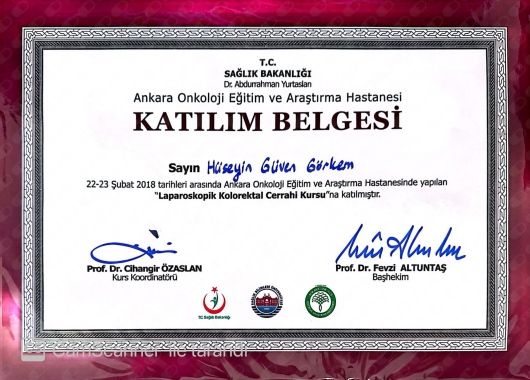 T.C.
SAĞLIK BAKANLIĞI
Dr. Abdurrahman Yurtaslan
Ankara Onkoloji Eğitim ve Araştırma Hastanesi
KATILIM BELGESİ
Sayın Hüseyin Güven Görkem
22-23 Şubat 2018 tarihleri arasında Ankara Onkoloji Eğitim ve Araştırma Hastanesinde yapılan
"Laparoskopik Kolorektal Cerrahi Kursu"na katılmıştır.
Prof. Dr. Cihangir ÖZASLAN
Kurs Koordinatörü
Prof. Dr. Fevzi ALTUNTAŞ
Başhekim
T.C. Sağlık Bakanlığı
CamScanner ile tarandı